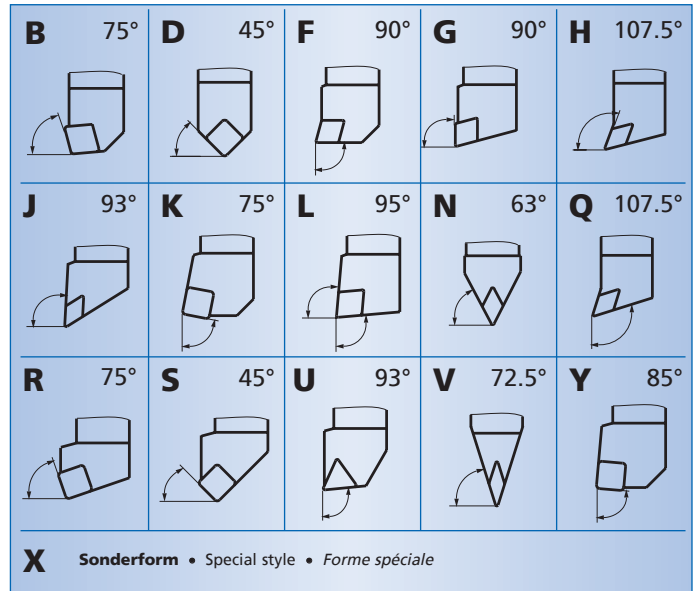 B 75° D 45° F 90° G 90° H 107.5°
J 93° K 75° L 95° N 63° Q 107.5°
R 75° S 45° U 93° V 72.5° Y 85°
X Sonderform • Special style • Forme spéciale